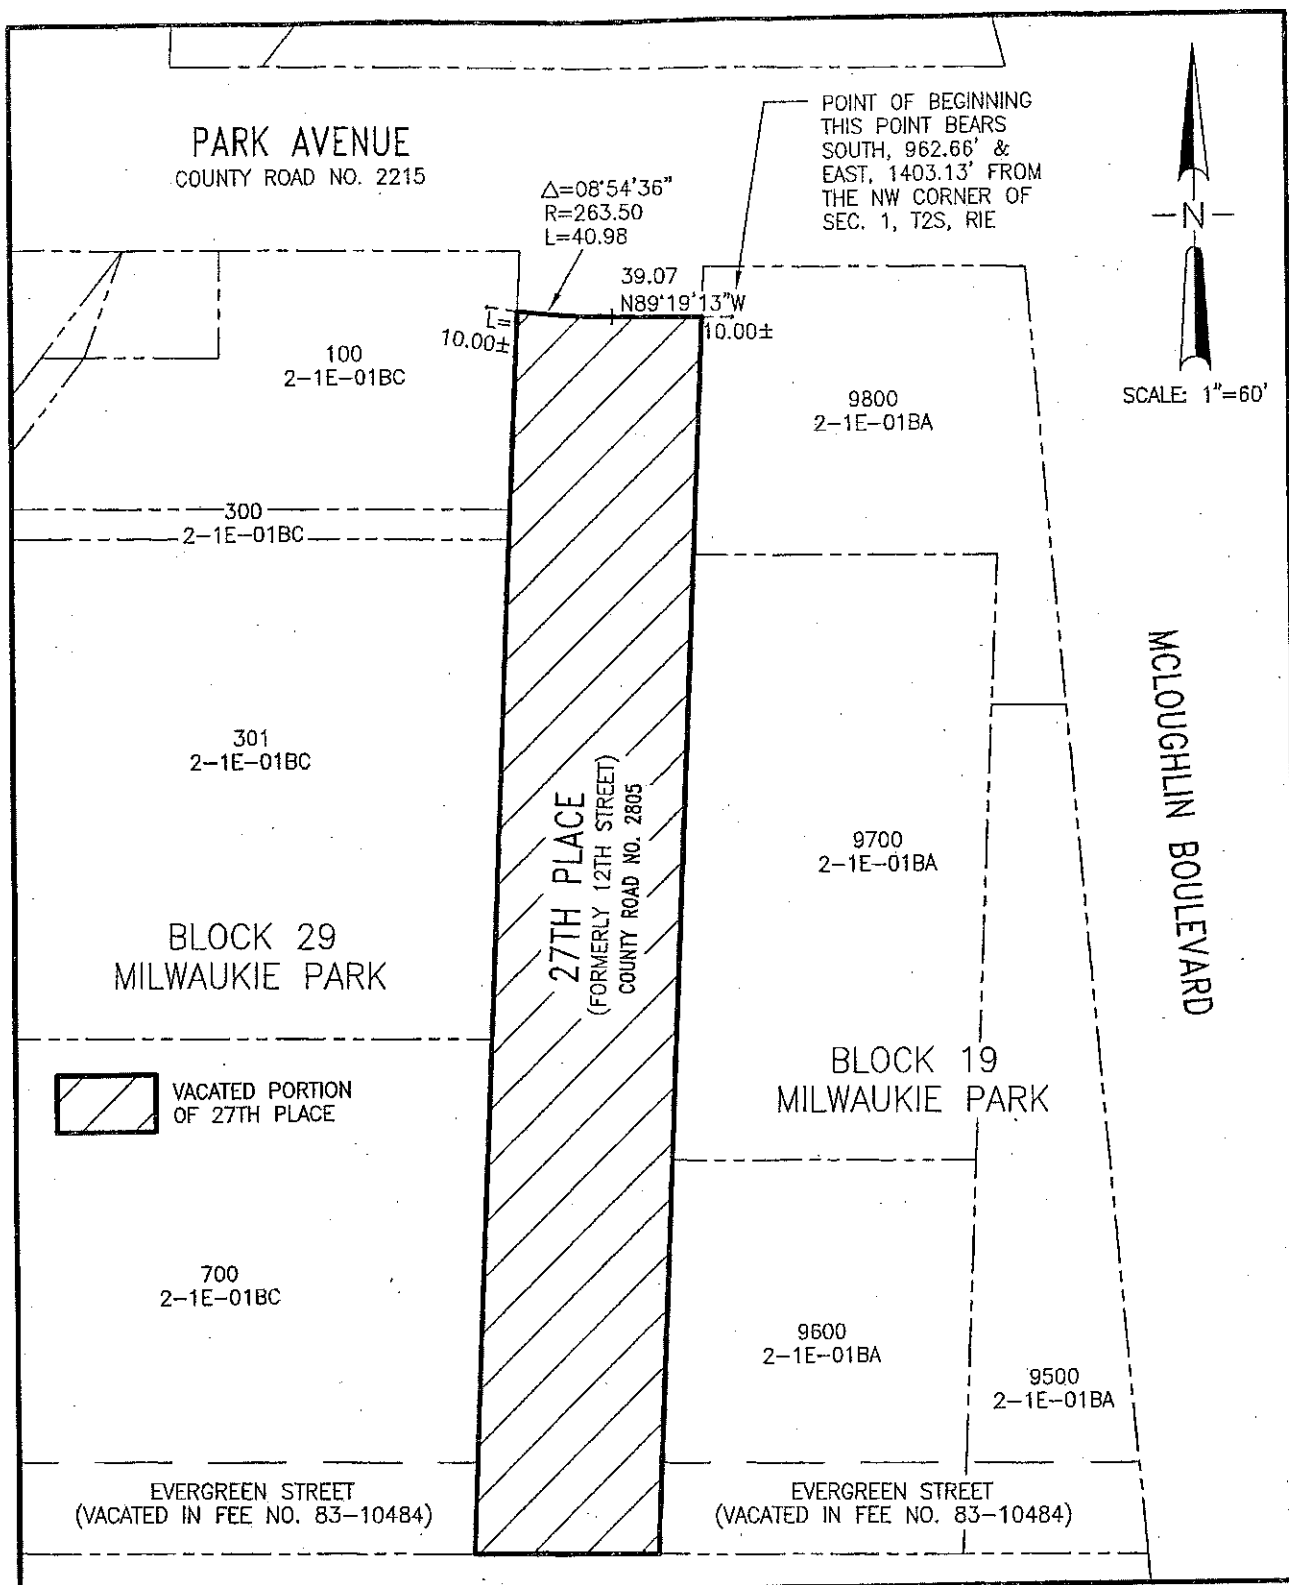 PARK AVENUE
COUNTY ROAD NO. 2215
Δ=08°54'36"
R=263.50
L=40.98
POINT OF BEGINNING
THIS POINT BEARS
SOUTH, 962.66' &
EAST, 1403.13' FROM
THE NW CORNER OF
SEC. 1, T2S, R1E
N
SCALE: 1"=60'
39.07
N89°19'13"W
L=
10.00±
10.00±
100
2-1E-01BC
9800
2-1E-01BA
300
2-1E-01BC
301
2-1E-01BC
27TH PLACE
(FORMERLY 12TH STREET)
COUNTY ROAD NO. 2805
9700
2-1E-01BA
MCLOUGHLIN BOULEVARD
BLOCK 29
MILWAUKIE PARK
BLOCK 19
MILWAUKIE PARK
VACATED PORTION
OF 27TH PLACE
700
2-1E-01BC
9600
2-1E-01BA
9500
2-1E-01BA
EVERGREEN STREET
(VACATED IN FEE NO. 83-10484)
EVERGREEN STREET
(VACATED IN FEE NO. 83-10484)